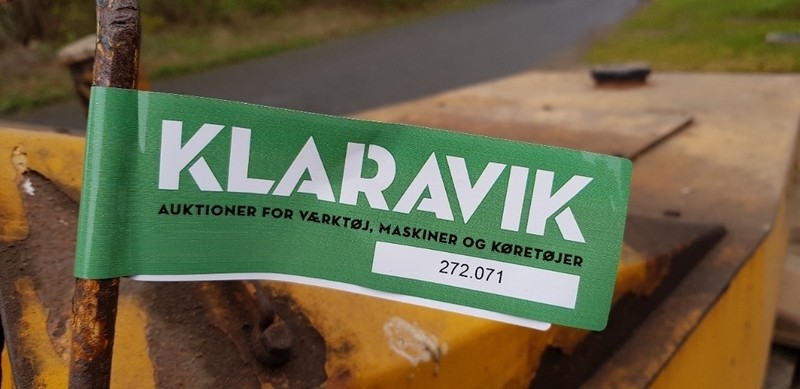 KLARAVIK
AUKTIONER FOR VÆRKTØJ, MASKINER OG KØRETØJER
272.071